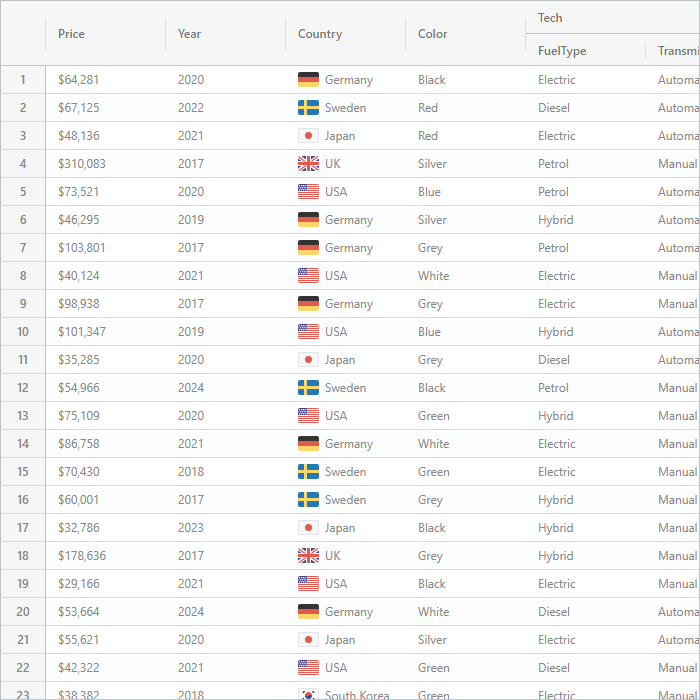 Price Year Country Color Tech
FuelType Transmi
1 $64,281 2020 Germany Black Electric Automa
2 $67,125 2022 Sweden Red Diesel Automa
3 $48,136 2021 Japan Red Electric Automa
4 $310,083 2017 UK Silver Petrol Manual
5 $73,521 2020 USA Blue Petrol Automa
6 $46,295 2019 Germany Silver Hybrid Automa
7 $103,801 2017 Germany Grey Petrol Automa
8 $40,124 2021 USA White Electric Manual
9 $98,938 2017 Germany Grey Electric Manual
10 $101,347 2019 USA Blue Hybrid Automa
11 $35,285 2020 Japan Grey Diesel Automa
12 $54,966 2024 Sweden Black Petrol Manual
13 $75,109 2020 USA Green Hybrid Manual
14 $86,758 2021 Germany White Electric Manual
15 $70,430 2018 Sweden Green Electric Manual
16 $60,001 2017 Sweden Grey Hybrid Manual
17 $32,786 2023 Japan Black Hybrid Manual
18 $178,636 2017 UK Grey Hybrid Manual
19 $29,166 2021 USA Black Electric Manual
20 $53,664 2024 Germany White Diesel Automa
21 $55,621 2020 Japan Silver Electric Automa
22 $42,322 2021 USA Green Diesel Manual
23 $38,382 2018 South Korea Green Electric Manual